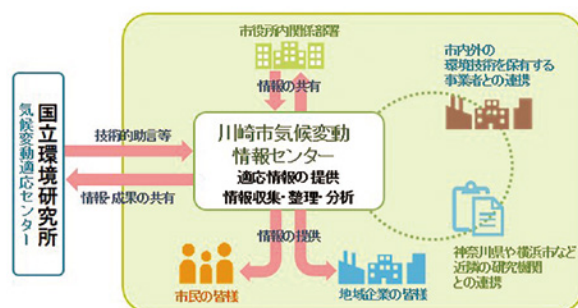 市役所内関係部署
情報の共有
市内外の
環境技術を保有する
事業者との連携
国立環境研究所
気候変動適応センター
技術的助言等
情報・成果の共有
川崎市気候変動
情報センター
適応情報の提供
情報収集・整理・分析
情報の提供
市民の皆様
地域企業の皆様
神奈川県や横浜市など
近隣の研究機関
との連携